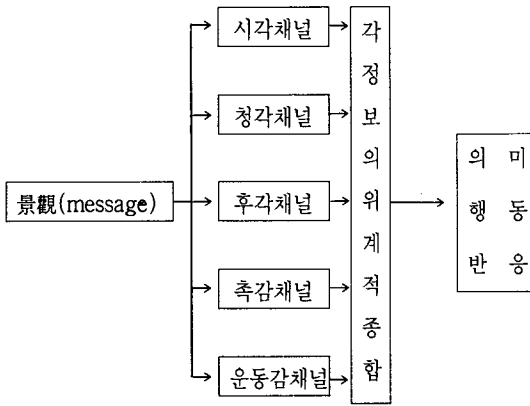 景觀(message)
시각채널
청각채널
후각채널
촉감채널
운동감채널
각정보의위계적종합
의미
행동
반응